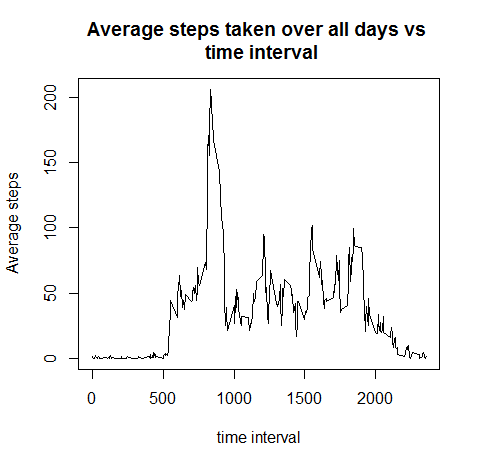 Average steps taken over all days vs
time interval
Average steps
200
150
100
50
0
0 500 1000 1500 2000
time interval